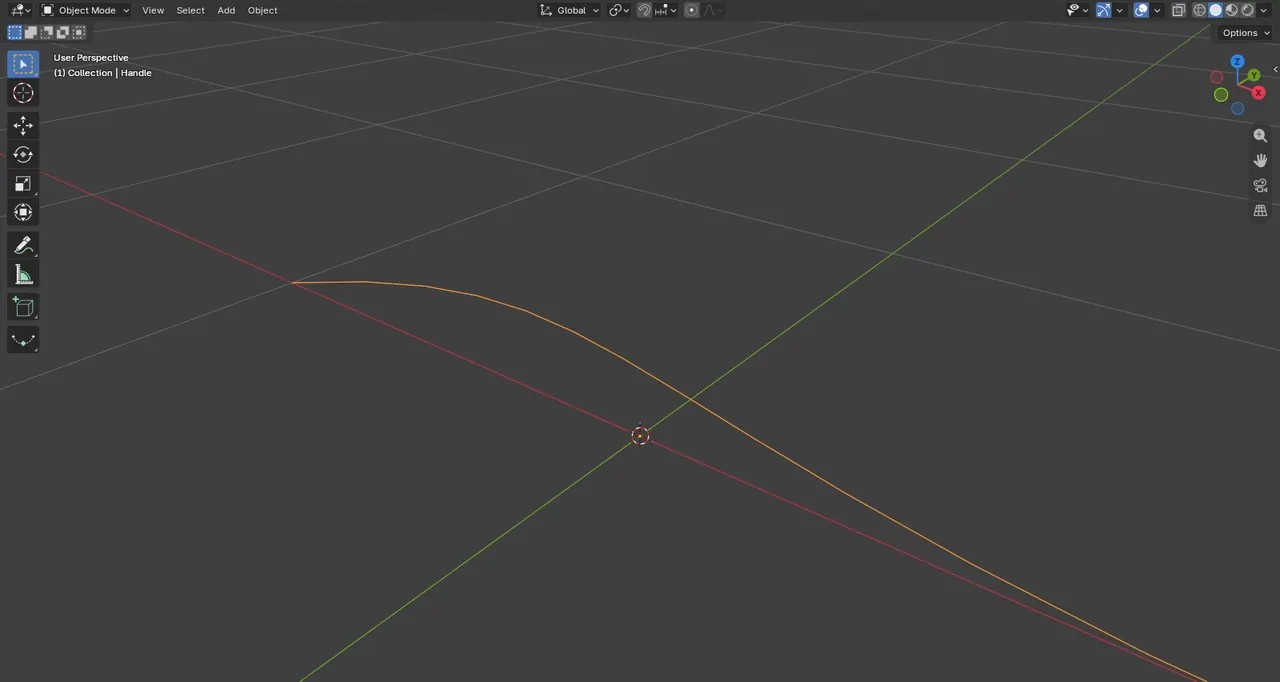 Object Mode View Select Add Object Global
Options
User Perspective
(1) Collection | Handle
Z
Y
X